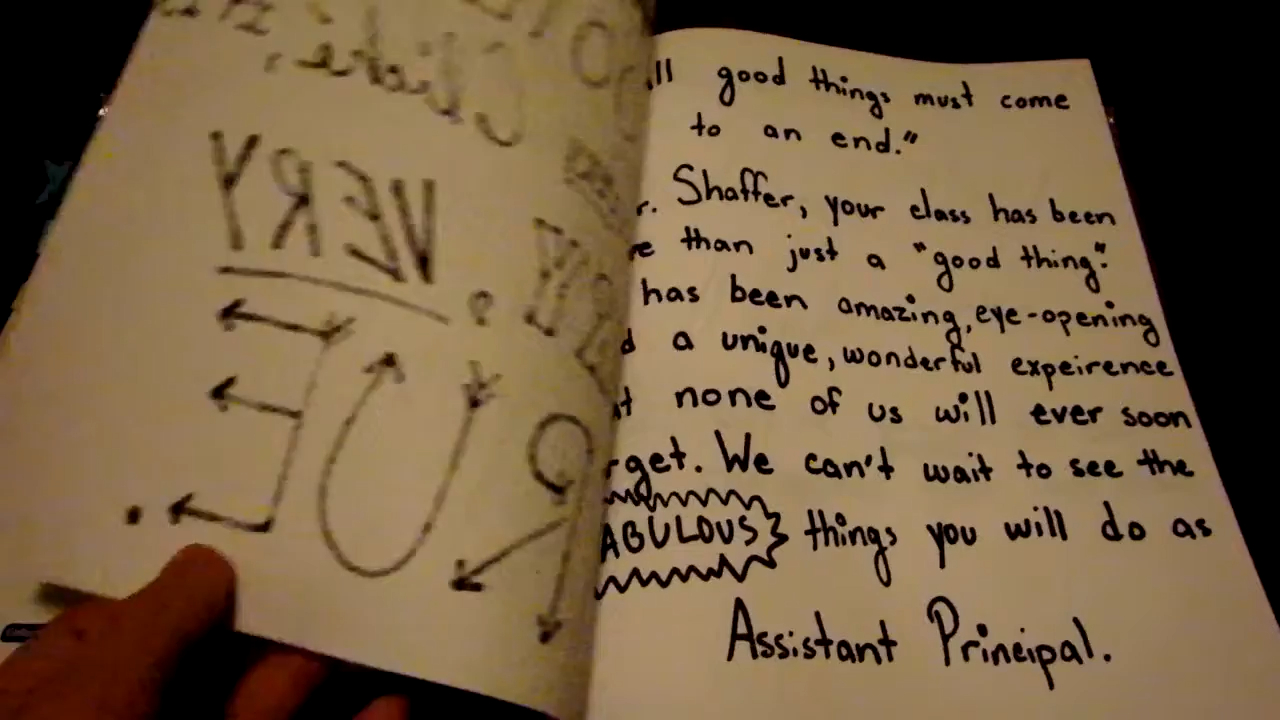 VERY
good things must come
to an end."
r. Shaffer, your class has been
re than just a "good thing".
has been amazing, eye-opening
d a unique, wonderful expeirence
none of us will ever soon
rget. We can't wait to see the
ABULOUS things you will do as
Assistant Principal.